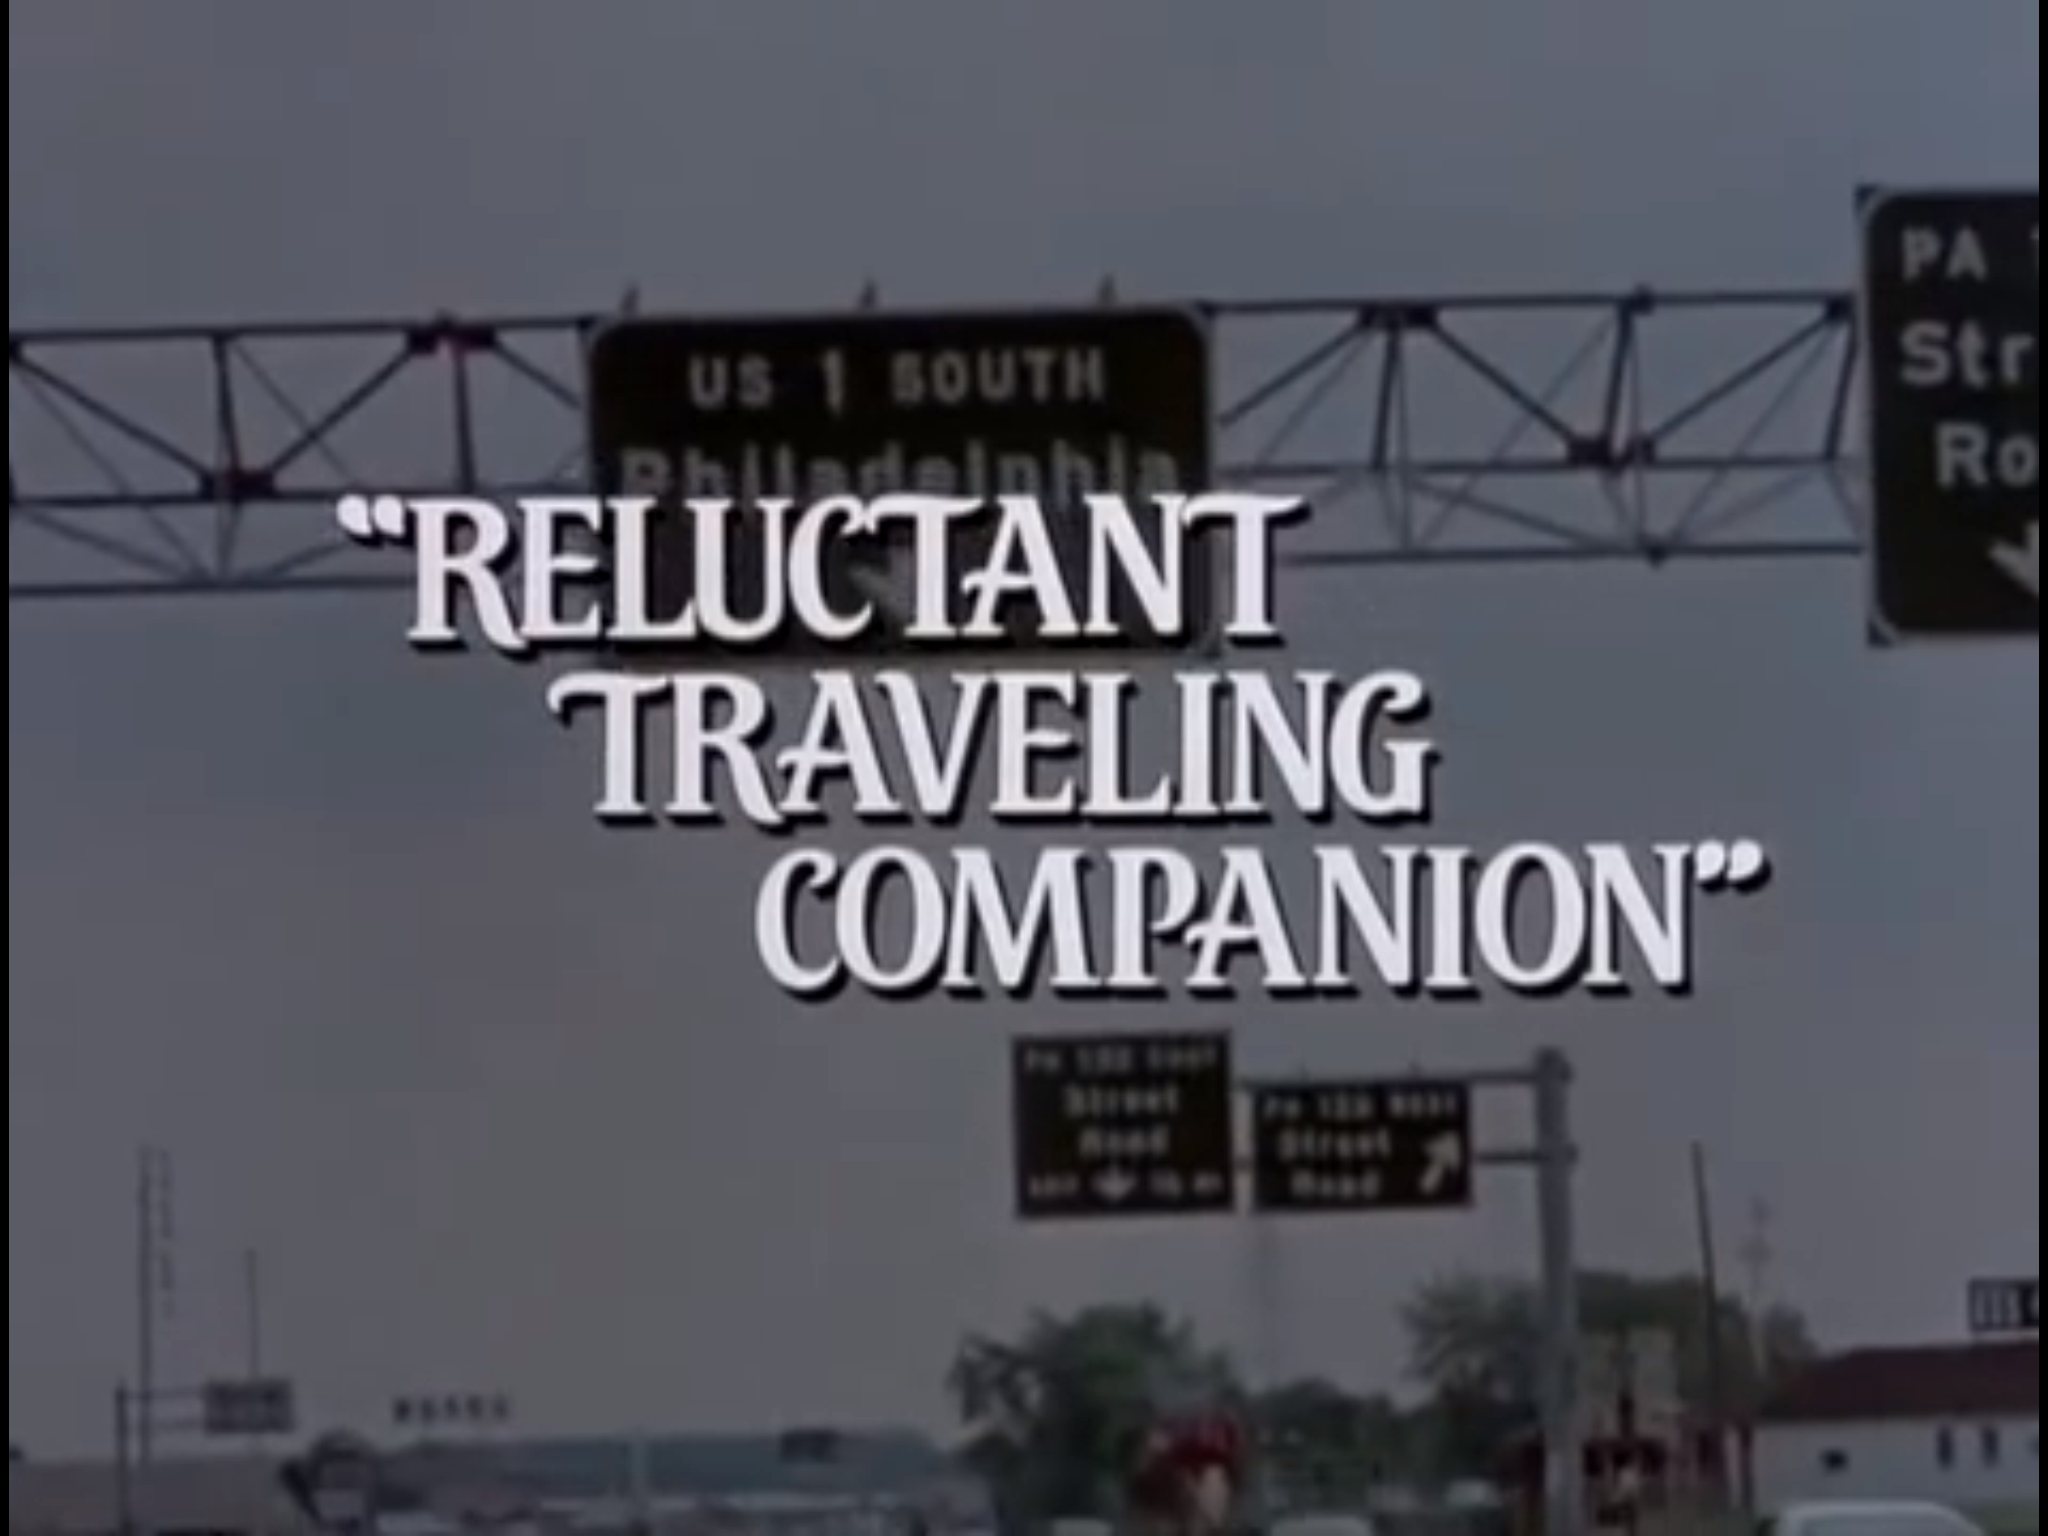 US 1 SOUTH
Philadelphia
PA
Str
Ro
“RELUCTANT
TRAVELING
COMPANION”
Street
Road
Street
Road